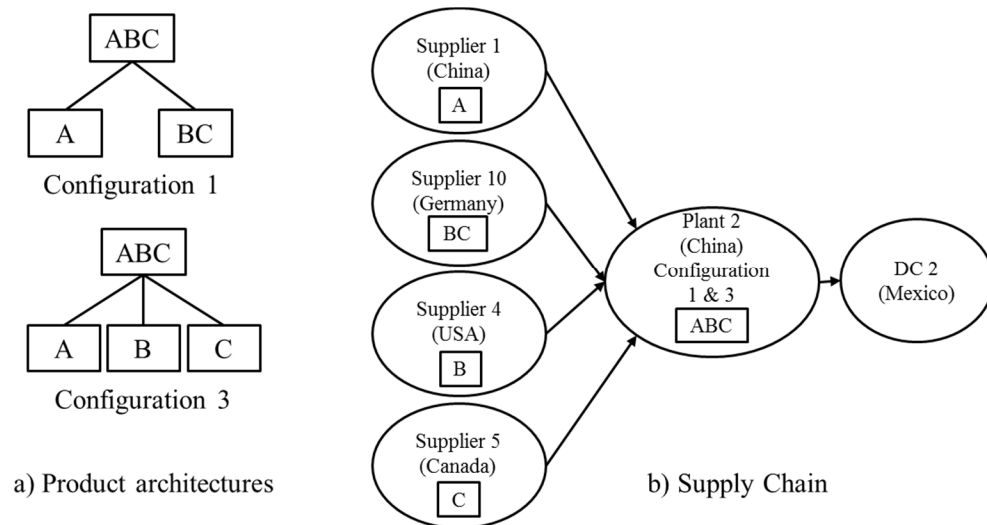 ABC
A
BC
Configuration 1
ABC
A
B
C
Configuration 3
a) Product architectures
Supplier 1
(China)
A
Supplier 10
(Germany)
BC
Supplier 4
(USA)
B
Supplier 5
(Canada)
C
Plant 2
(China)
Configuration
1 & 3
ABC
DC 2
(Mexico)
b) Supply Chain